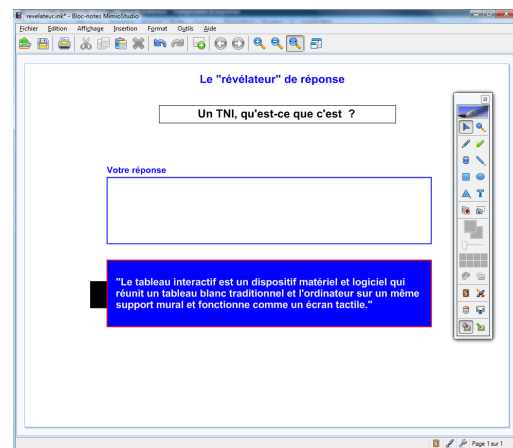 revelateur.ink* - Bloc-notes MimioStudio
Fichier Edition Affichage Insertion Format Outils Aide
Le "révélateur" de réponse
Un TNI, qu'est-ce que c'est ?
Votre réponse
"Le tableau interactif est un dispositif matériel et logiciel qui
réunit un tableau blanc traditionnel et l'ordinateur sur un même
support mural et fonctionne comme un écran tactile."
Page 1 sur 1